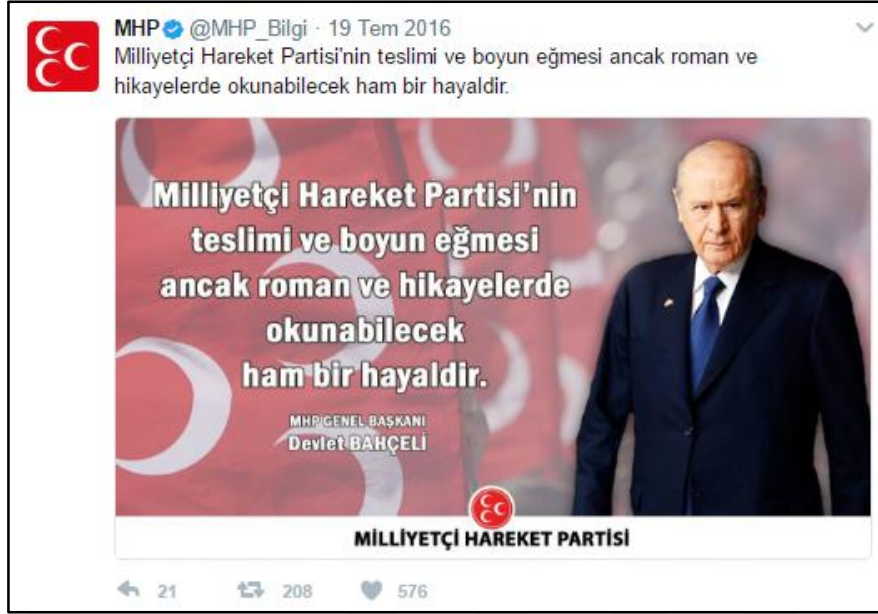 MHP @MHP_Bilgi · 19 Tem 2016
Milliyetçi Hareket Partisi'nin teslimi ve boyun eğmesi ancak roman ve
hikayelerde okunabilecek ham bir hayaldir.
Milliyetçi Hareket Partisi'nin
teslimi ve boyun eğmesi
ancak roman ve hikayelerde
okunabilecek
ham bir hayaldir.
MHP GENEL BAŞKANI
Devlet BAHÇELİ
MİLLİYETÇİ HAREKET PARTİSİ
21 208 576